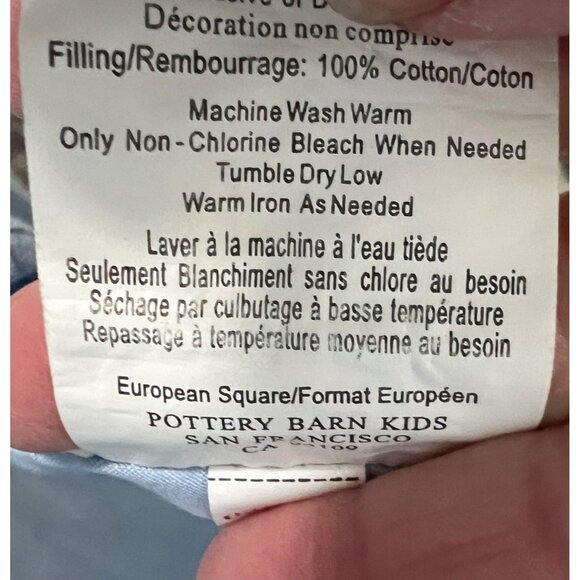 Décoration non comprise
Filling/Rembourrage: 100% Cotton/Coton
Machine Wash Warm
Only Non-Chlorine Bleach When Needed
Tumble Dry Low
Warm Iron As Needed
Laver à la machine à l'eau tiède
Seulement Blanchiment sans chlore au besoin
Séchage par culbutage à basse température
Repassage à température moyenne au besoin
European Square/Format Européen
POTTERY BARN KIDS
SAN FRANCISCO
CA